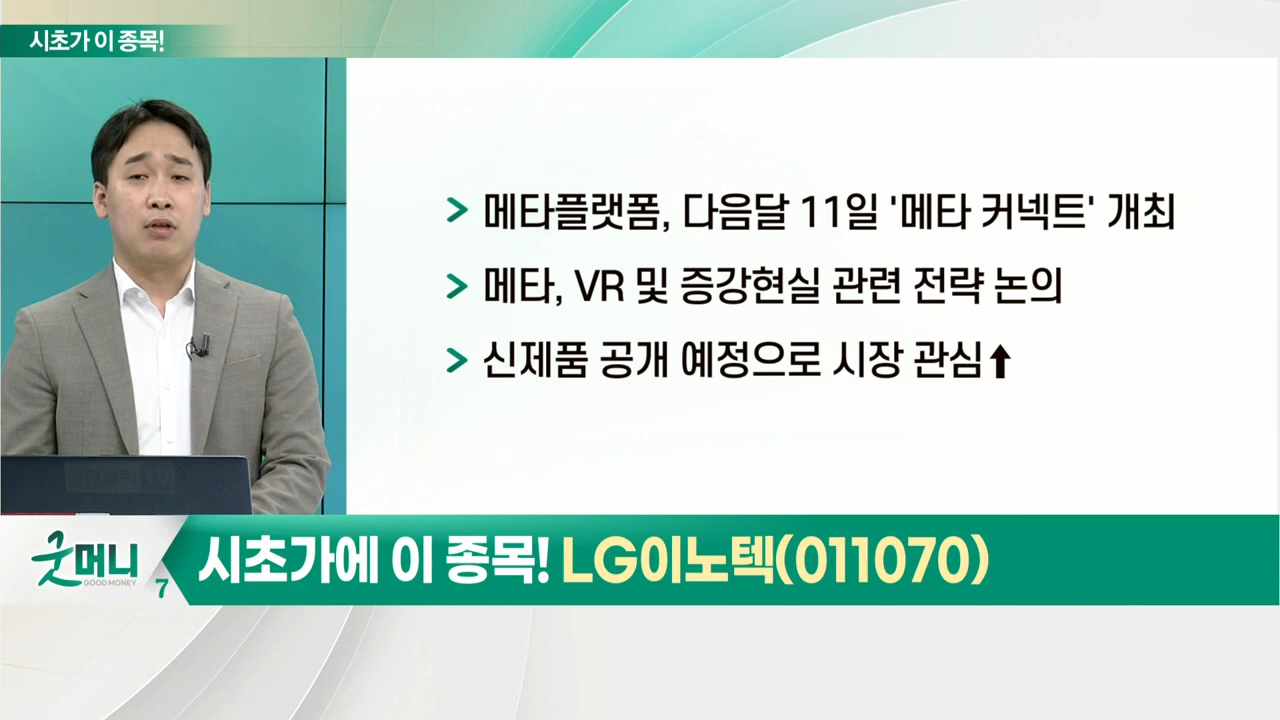 시초가 이 종목!
> 메타플랫폼, 다음달 11일 '메타 커넥트' 개최
> 메타, VR 및 증강현실 관련 전략 논의
> 신제품 공개 예정으로 시장 관심⬆
굿머니
GOOD MONEY
7
시초가에 이 종목! LG이노텍(011070)